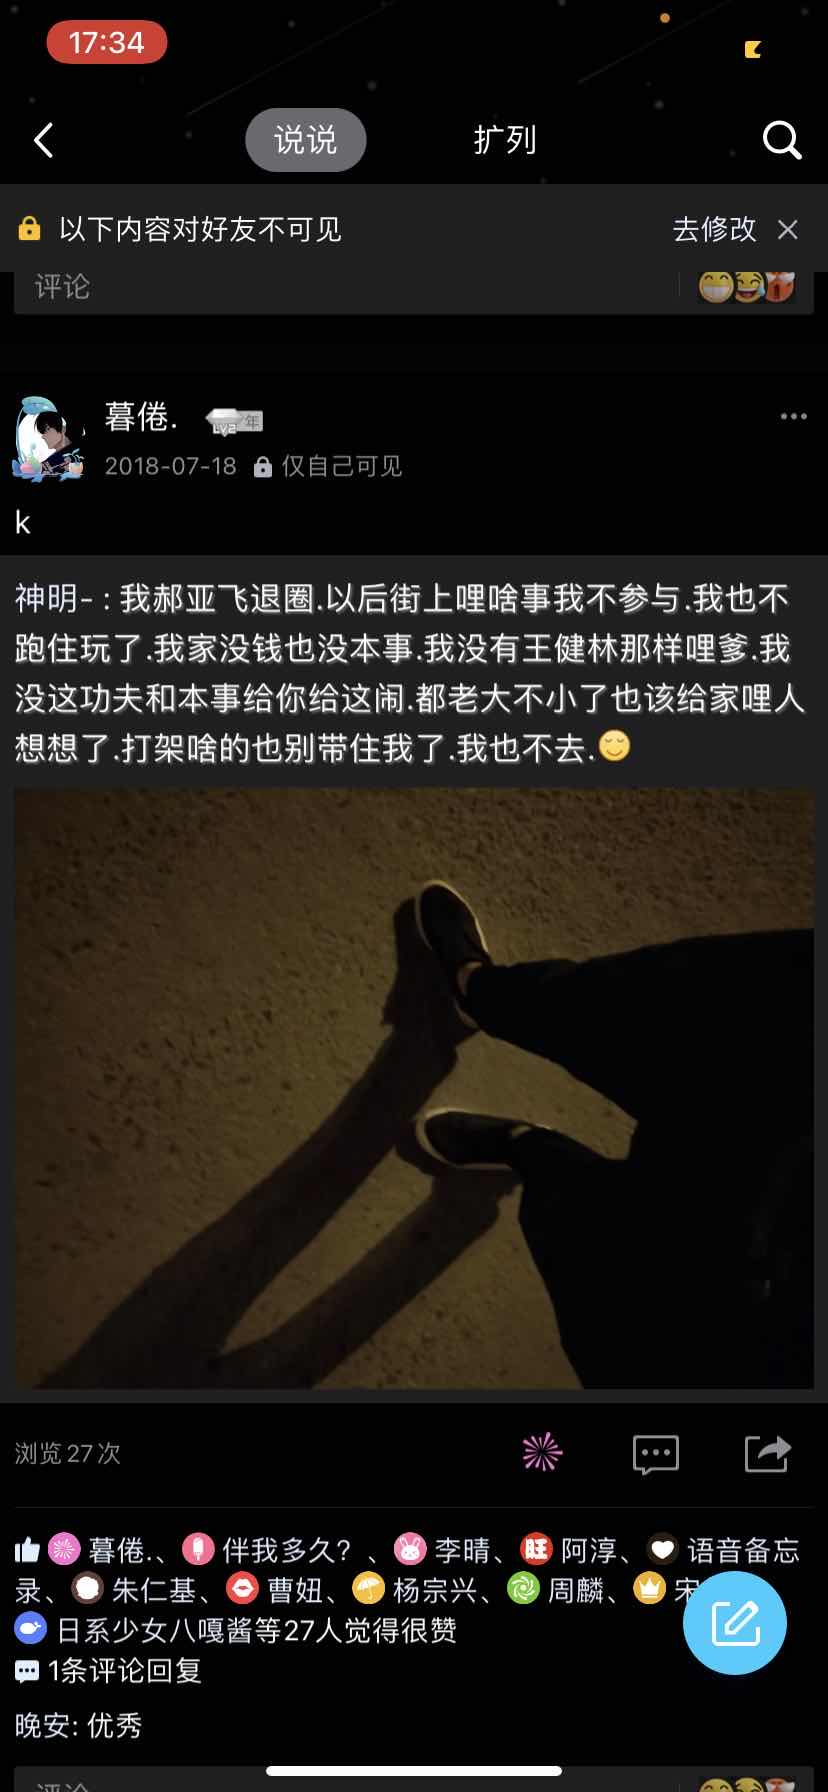 17:34
说说 扩列
以下内容对好友不可见 去修改
评论
暮倦. LV2 年
2018-07-18 仅自己可见
k
神明- : 我郝亚飞退圈.以后街上哩啥事我不参与.我也不
跑住玩了.我家没钱也没本事.我没有王健林那样哩爹.我
没这功夫和本事给你给这闹.都老大不小了也该给家哩人
想想了.打架啥的也别带住我了.我也不去.
浏览27次
暮倦.、伴我多久？、李晴、旺 阿淳、语音备忘
录、朱仁基、曹妞、杨宗兴、周麟、宋
日系少女八嘎酱等27人觉得很赞
1条评论回复
晚安: 优秀
评论